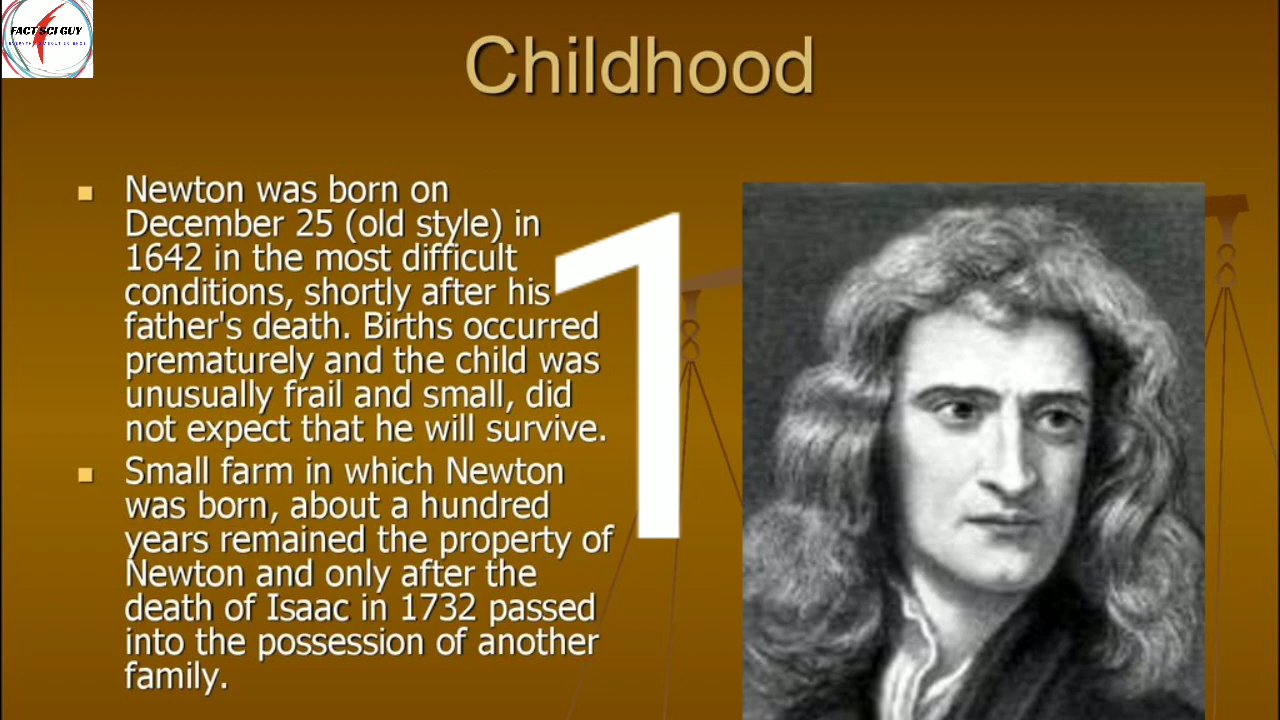 FACT SCI GUY
Childhood
Newton was born on
December 25 (old style) in
1642 in the most difficult
conditions, shortly after his
father's death. Births occurred
prematurely and the child was
unusually frail and small, did
not expect that he will survive.
Small farm in which Newton
was born, about a hundred
years remained the property of
Newton and only after the
death of Isaac in 1732 passed
into the possession of another
family.
1